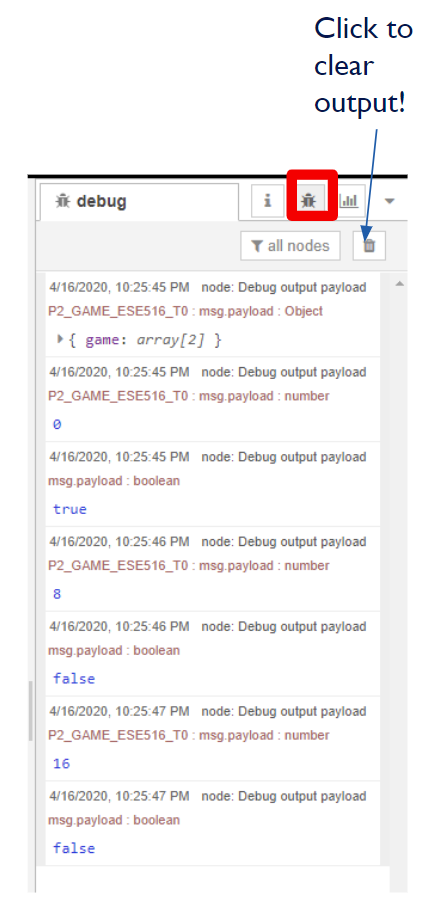 Click to
clear
output!
debug
i
all nodes
4/16/2020, 10:25:45 PM node: Debug output payload
P2_GAME_ESE516_T0 : msg.payload : Object
{ game: array[2] }
4/16/2020, 10:25:45 PM node: Debug output payload
P2_GAME_ESE516_T0 : msg.payload : number
0
4/16/2020, 10:25:45 PM node: Debug output payload
msg.payload : boolean
true
4/16/2020, 10:25:46 PM node: Debug output payload
P2_GAME_ESE516_T0 : msg.payload : number
8
4/16/2020, 10:25:46 PM node: Debug output payload
msg.payload : boolean
false
4/16/2020, 10:25:47 PM node: Debug output payload
P2_GAME_ESE516_T0 : msg.payload : number
16
4/16/2020, 10:25:47 PM node: Debug output payload
msg.payload : boolean
false